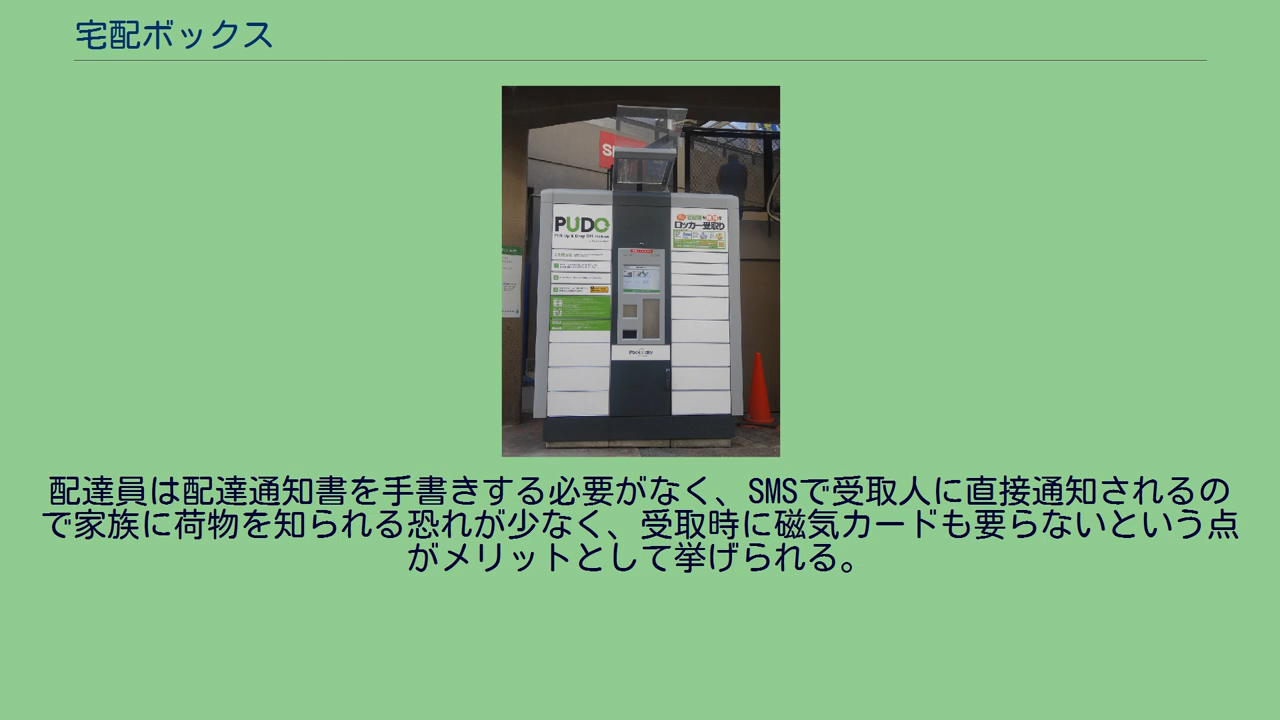 宅配ボックス
PUDO
ロッカー受取り
配達員は配達通知書を手書きする必要がなく、SMSで受取人に直接通知されるの
で家族に荷物を知られる恐れが少なく、受取時に磁気カードも要らないという点
がメリットとして挙げられる。